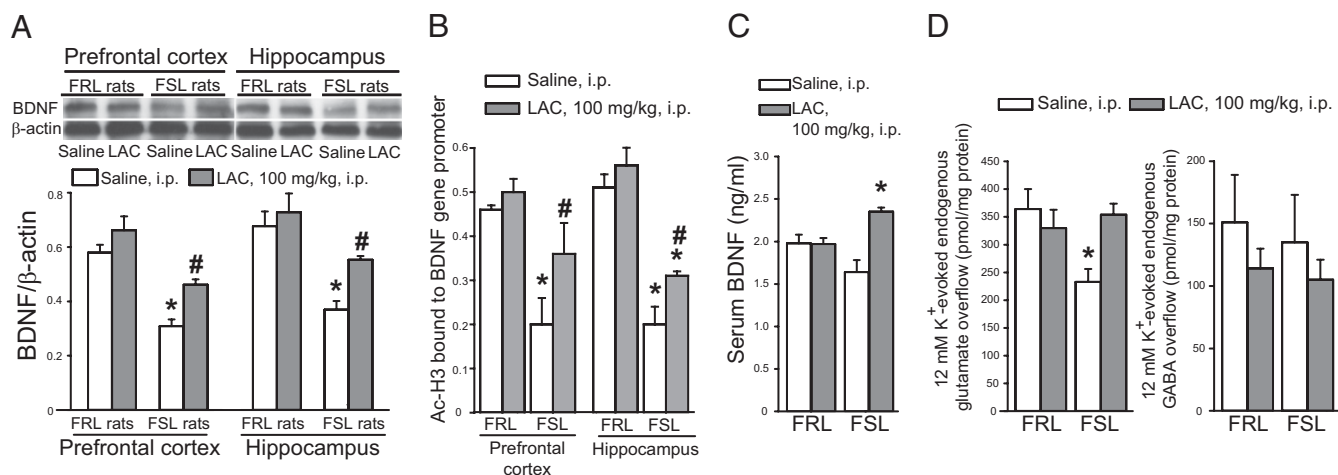 A
Prefrontal cortex Hippocampus
FRL rats FSL rats FRL rats FSL rats
BDNF
β-actin
Saline LAC Saline LAC Saline LAC Saline LAC
Saline, i.p. LAC, 100 mg/kg, i.p.
BDNF/β-actin
0.8
0.6
0.4
0.2
0
* # * #
FRL rats FSL rats FRL rats FSL rats
Prefrontal cortex Hippocampus
B
Saline, i.p.
LAC, 100 mg/kg, i.p.
Ac-H3 bound to BDNF gene promoter
0.6
0.5
0.4
0.3
0.2
0.1
0
* # * # *
FRL FSL FRL FSL
Prefrontal Hippocampus
cortex
C
Saline, i.p.
LAC,
100 mg/kg, i.p.
Serum BDNF (ng/ml)
3.0
2.5
2.0
1.5
1.0
0.5
0
*
FRL FSL
D
Saline, i.p. LAC, 100 mg/kg, i.p.
12 mM K+-evoked endogenous
glutamate overflow (pmol/mg protein)
450
400
350
300
250
200
150
100
50
0
*
FRL FSL
12 mM K+-evoked endogenous
GABA overflow (pmol/mg protein)
200
150
100
50
0
FRL FSL